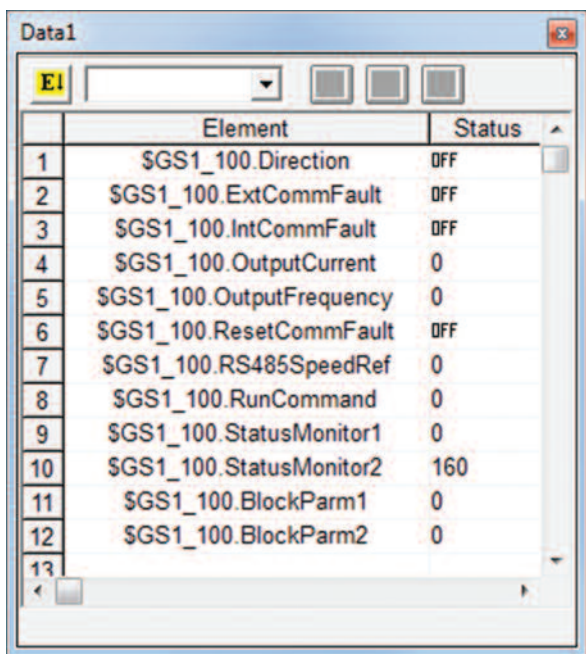 Data1
E↓
Element Status
1 $GS1_100.Direction OFF
2 $GS1_100.ExtCommFault OFF
3 $GS1_100.IntCommFault OFF
4 $GS1_100.OutputCurrent 0
5 $GS1_100.OutputFrequency 0
6 $GS1_100.ResetCommFault OFF
7 $GS1_100.RS485SpeedRef 0
8 $GS1_100.RunCommand 0
9 $GS1_100.StatusMonitor1 0
10 $GS1_100.StatusMonitor2 160
11 $GS1_100.BlockParm1 0
12 $GS1_100.BlockParm2 0
13